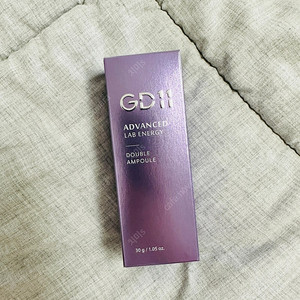 GD11
ADVANCED
LAB ENERGY
DOUBLE
AMPOULE
30 g / 1.05 oz.